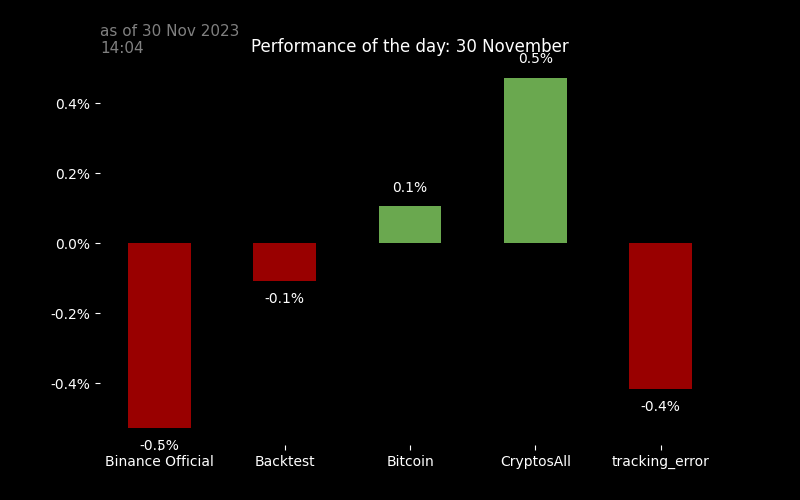 as of 30 Nov 2023
14:04
Performance of the day: 30 November
0.5%
0.4%
0.2%
0.1%
0.0%
-0.1%
-0.2%
-0.4%
-0.4%
-0.5%
Binance Official
Backtest
Bitcoin
CryptosAll
tracking_error